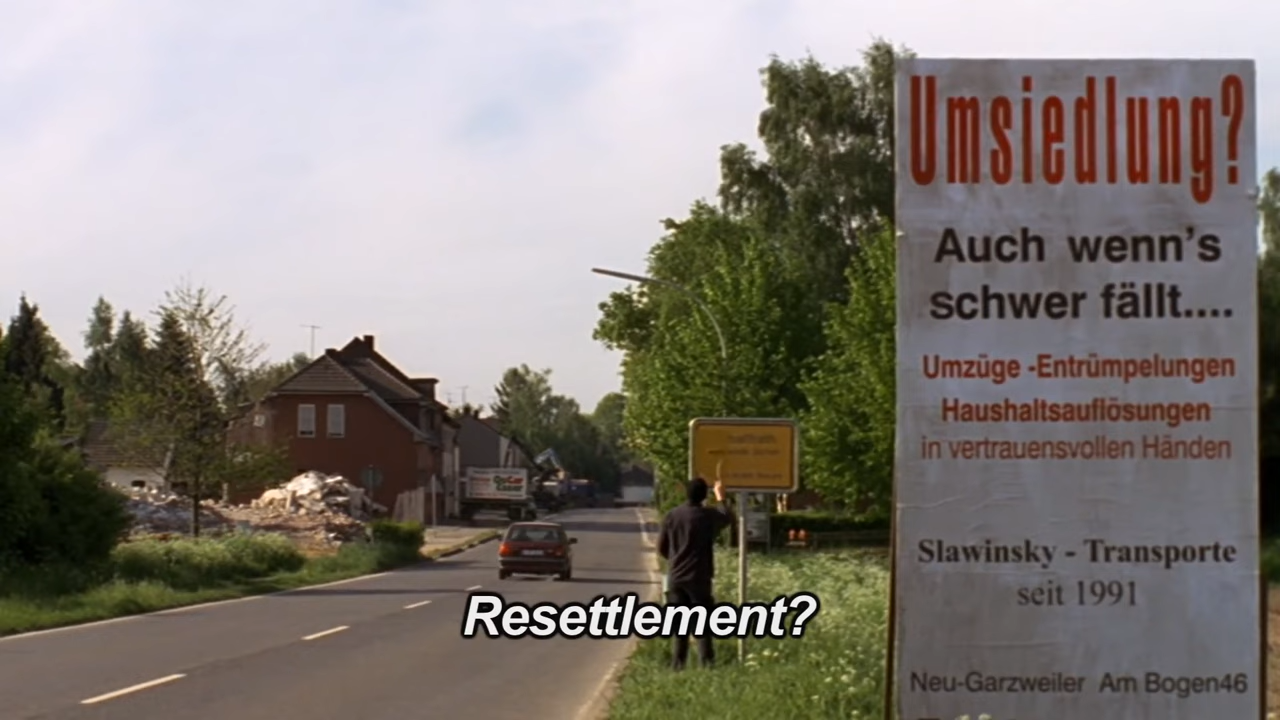 Umsiedlung?
Auch wenn's
schwer fällt....
Umzüge -Entrümpelungen
Haushaltsauflösungen
in vertrauensvollen Händen
Slawinsky - Transporte
seit 1991
Neu-Garzweiler Am Bogen46
Resettlement?